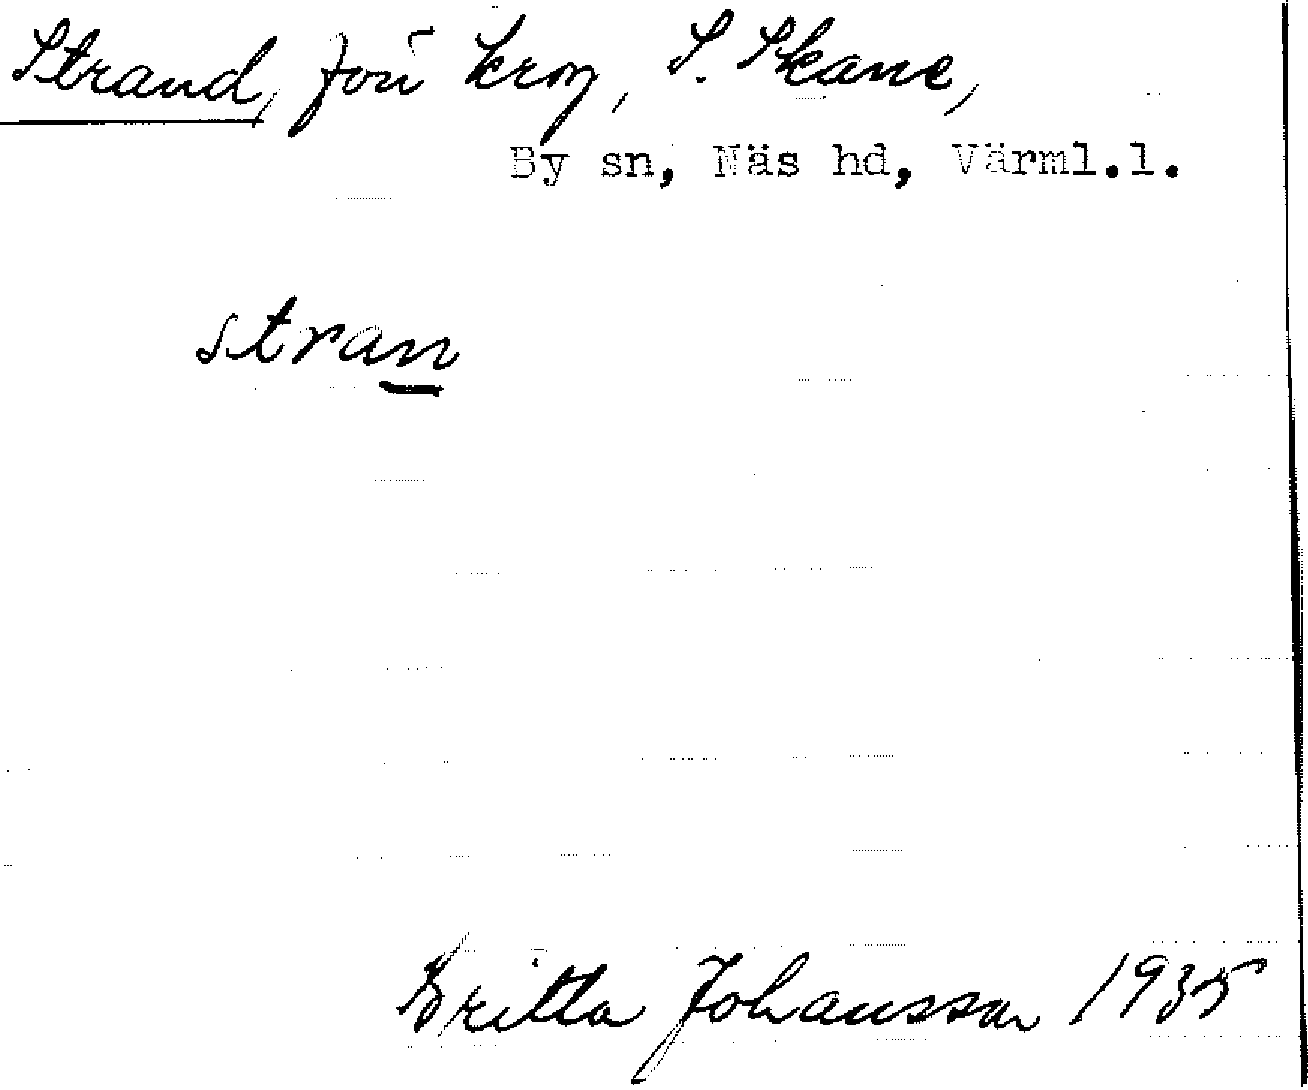 Strand, förr krog, S. Skane,
By sn, Näs hd, Värml.l.
stran
Britta Johansson 1935